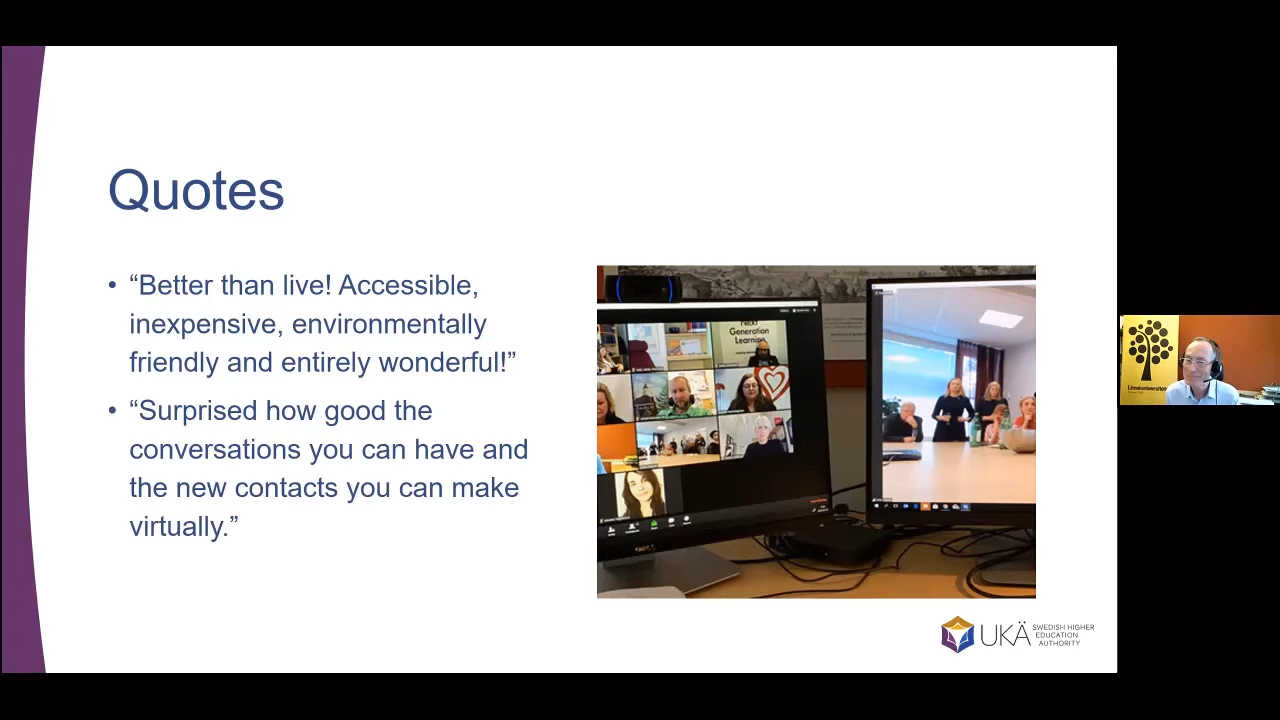 Quotes
• “Better than live! Accessible,
inexpensive, environmentally
friendly and entirely wonderful!”
• “Surprised how good the
conversations you can have and
the new contacts you can make
virtually.”
Next
Generation
Learning
UKÄ
SWEDISH HIGHER
EDUCATION
AUTHORITY
Linnéuniversitetet